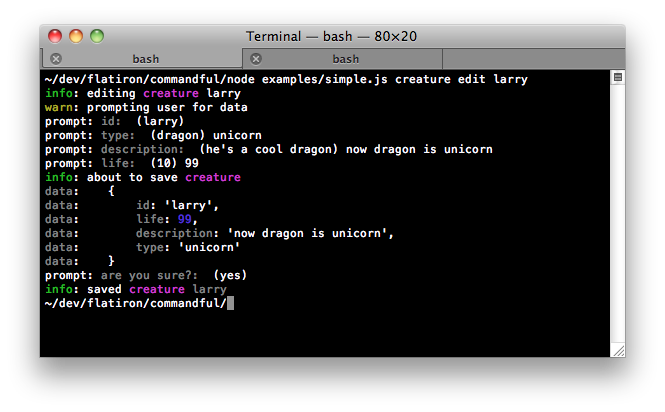 Terminal — bash — 80×20
bash bash
~/dev/flatiron/commandful/node examples/simple.js creature edit larry
info: editing creature larry
warn: prompting user for data
prompt: id:  (larry)
prompt: type:  (dragon) unicorn
prompt: description:  (he's a cool dragon) now dragon is unicorn
prompt: life:  (10) 99
info: about to save creature
data:    {
data:        id: 'larry',
data:        life: 99,
data:        description: 'now dragon is unicorn',
data:        type: 'unicorn'
data:    }
prompt: are you sure?:  (yes)
info: saved creature larry
~/dev/flatiron/commandful/